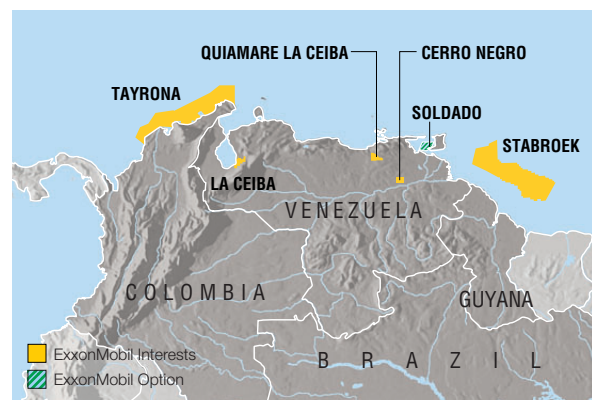 QUIAMARE LA CEIBA
CERRO NEGRO
TAYRONA
SOLDADO
STABROEK
LA CEIBA
VENEZUELA
COLOMBIA
GUYANA
BRAZIL
ExxonMobil Interests
ExxonMobil Option